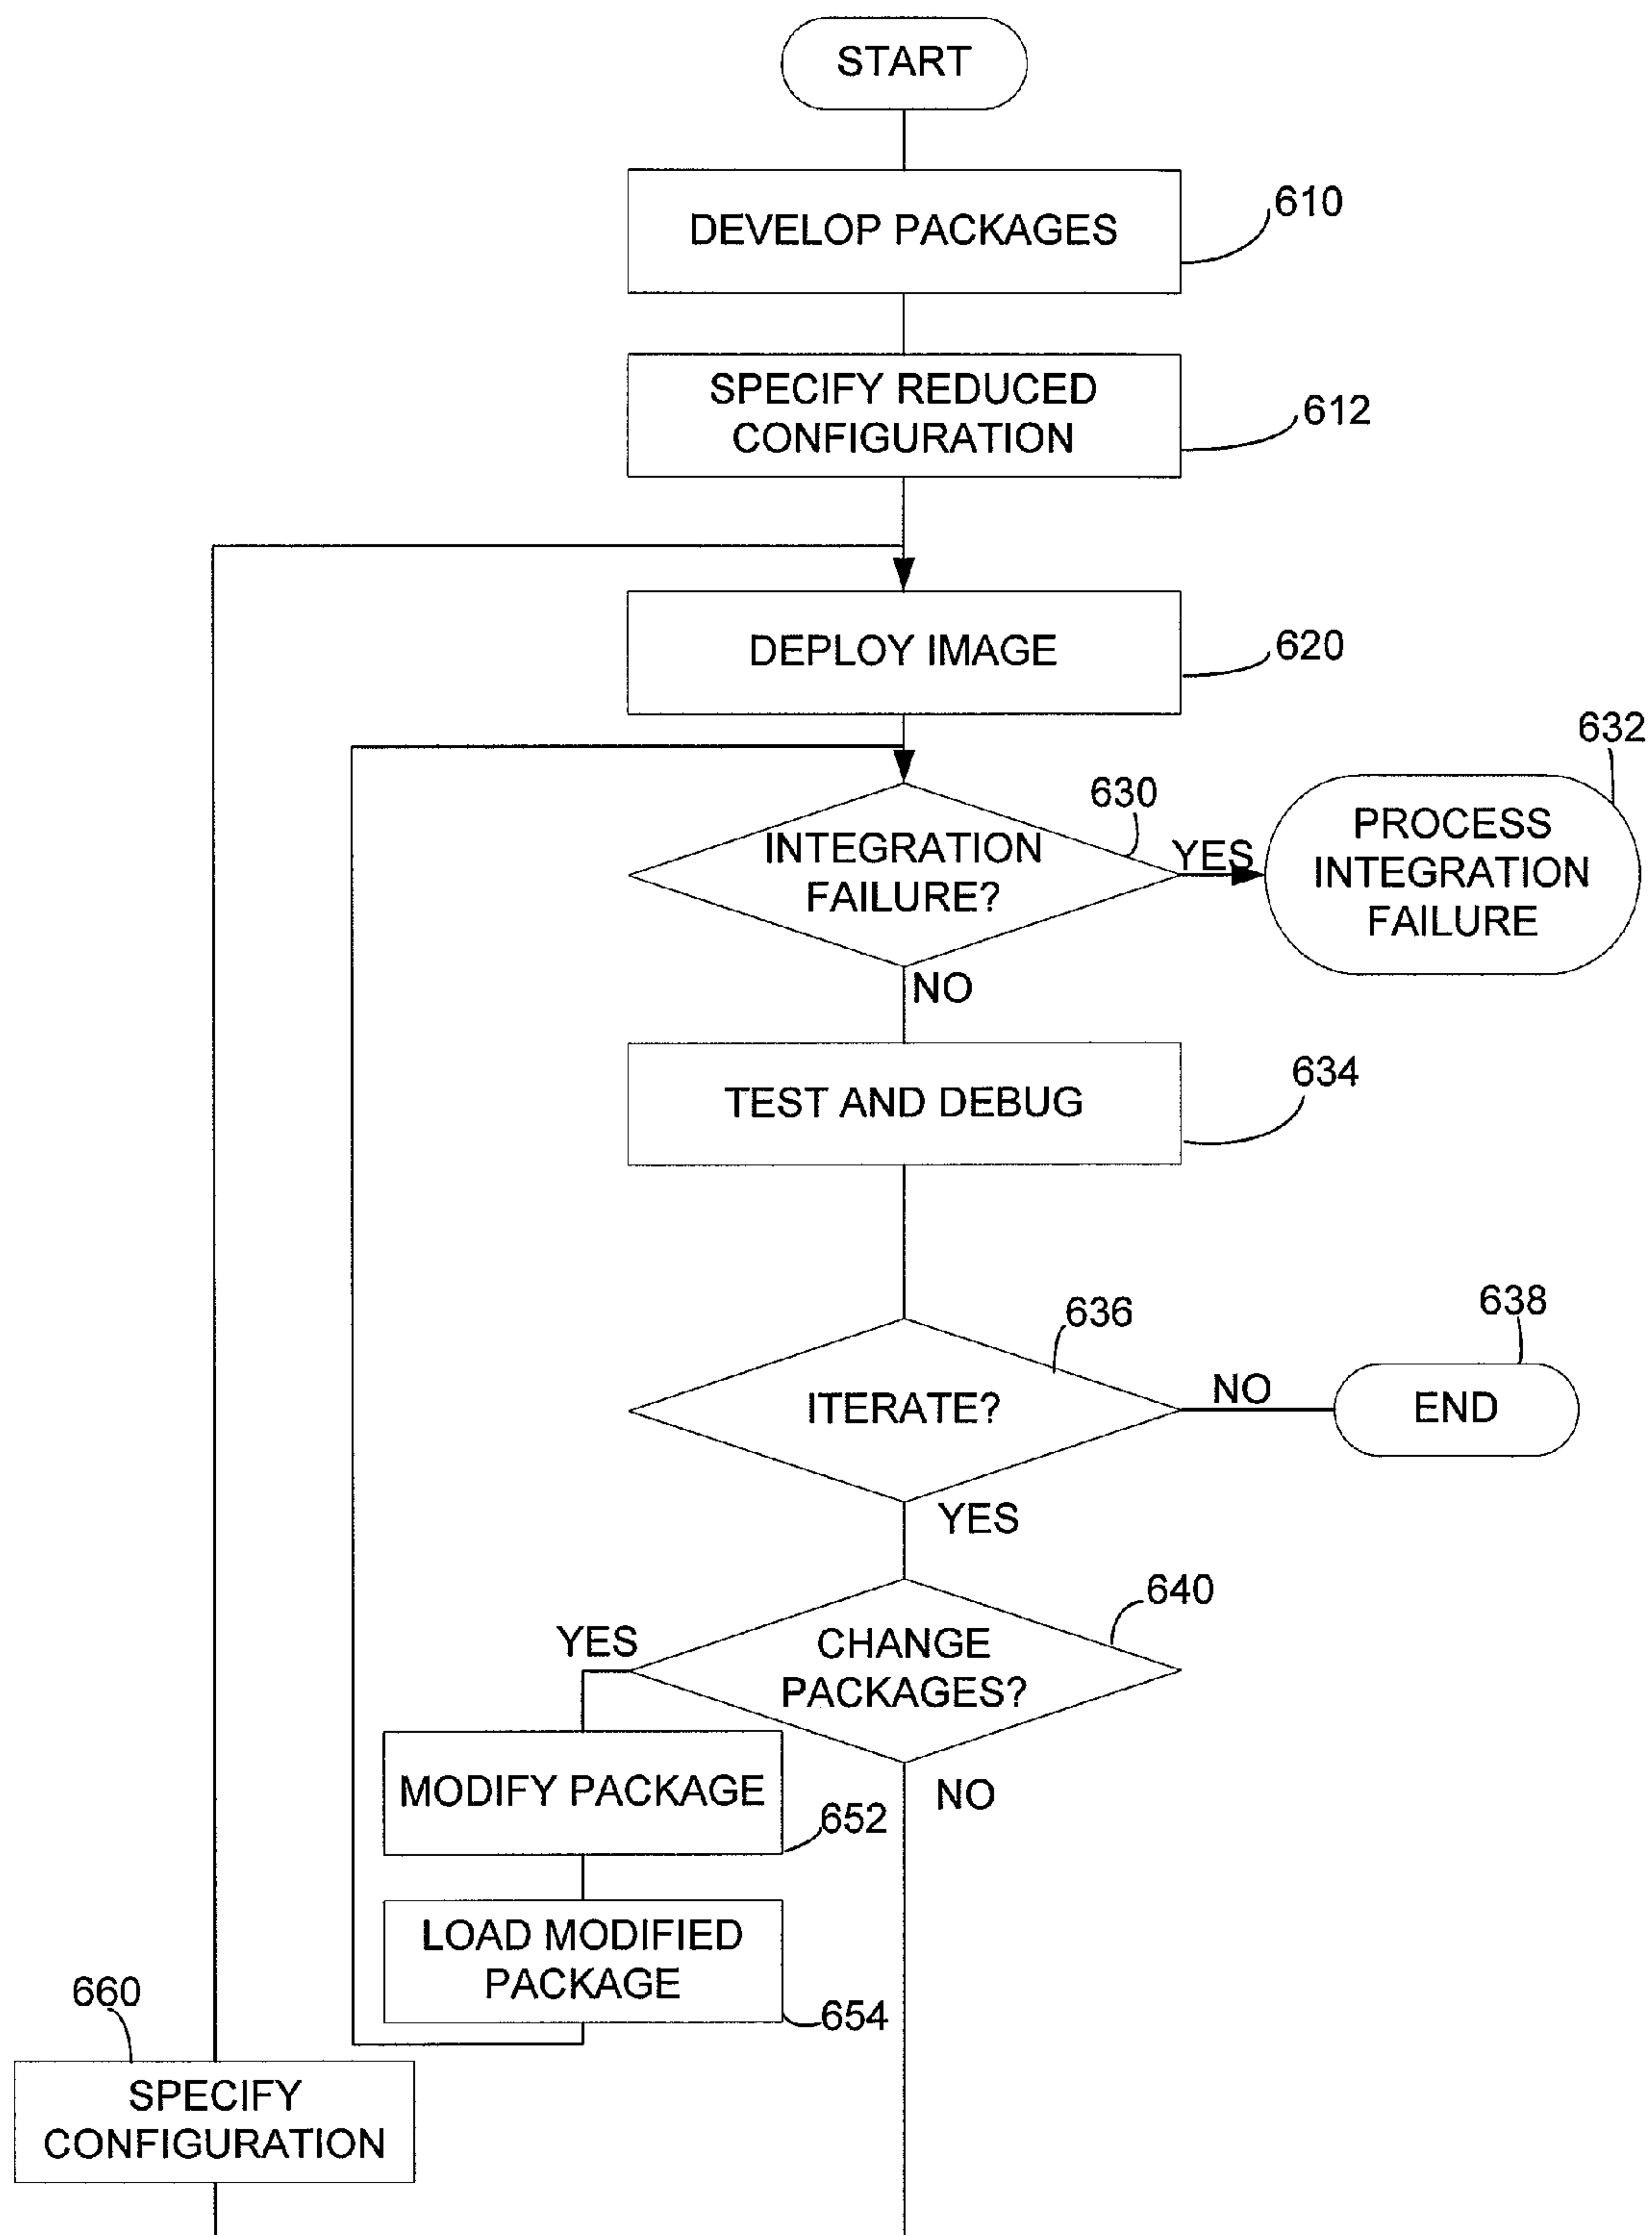 START
DEVELOP PACKAGES
610
SPECIFY REDUCED
CONFIGURATION
612
DEPLOY IMAGE
620
632
630
INTEGRATION
FAILURE?
YES
PROCESS
INTEGRATION
FAILURE
NO
TEST AND DEBUG
634
636
638
ITERATE?
NO
END
YES
640
CHANGE
PACKAGES?
YES
MODIFY PACKAGE
652
NO
LOAD MODIFIED
PACKAGE
654
660
SPECIFY
CONFIGURATION